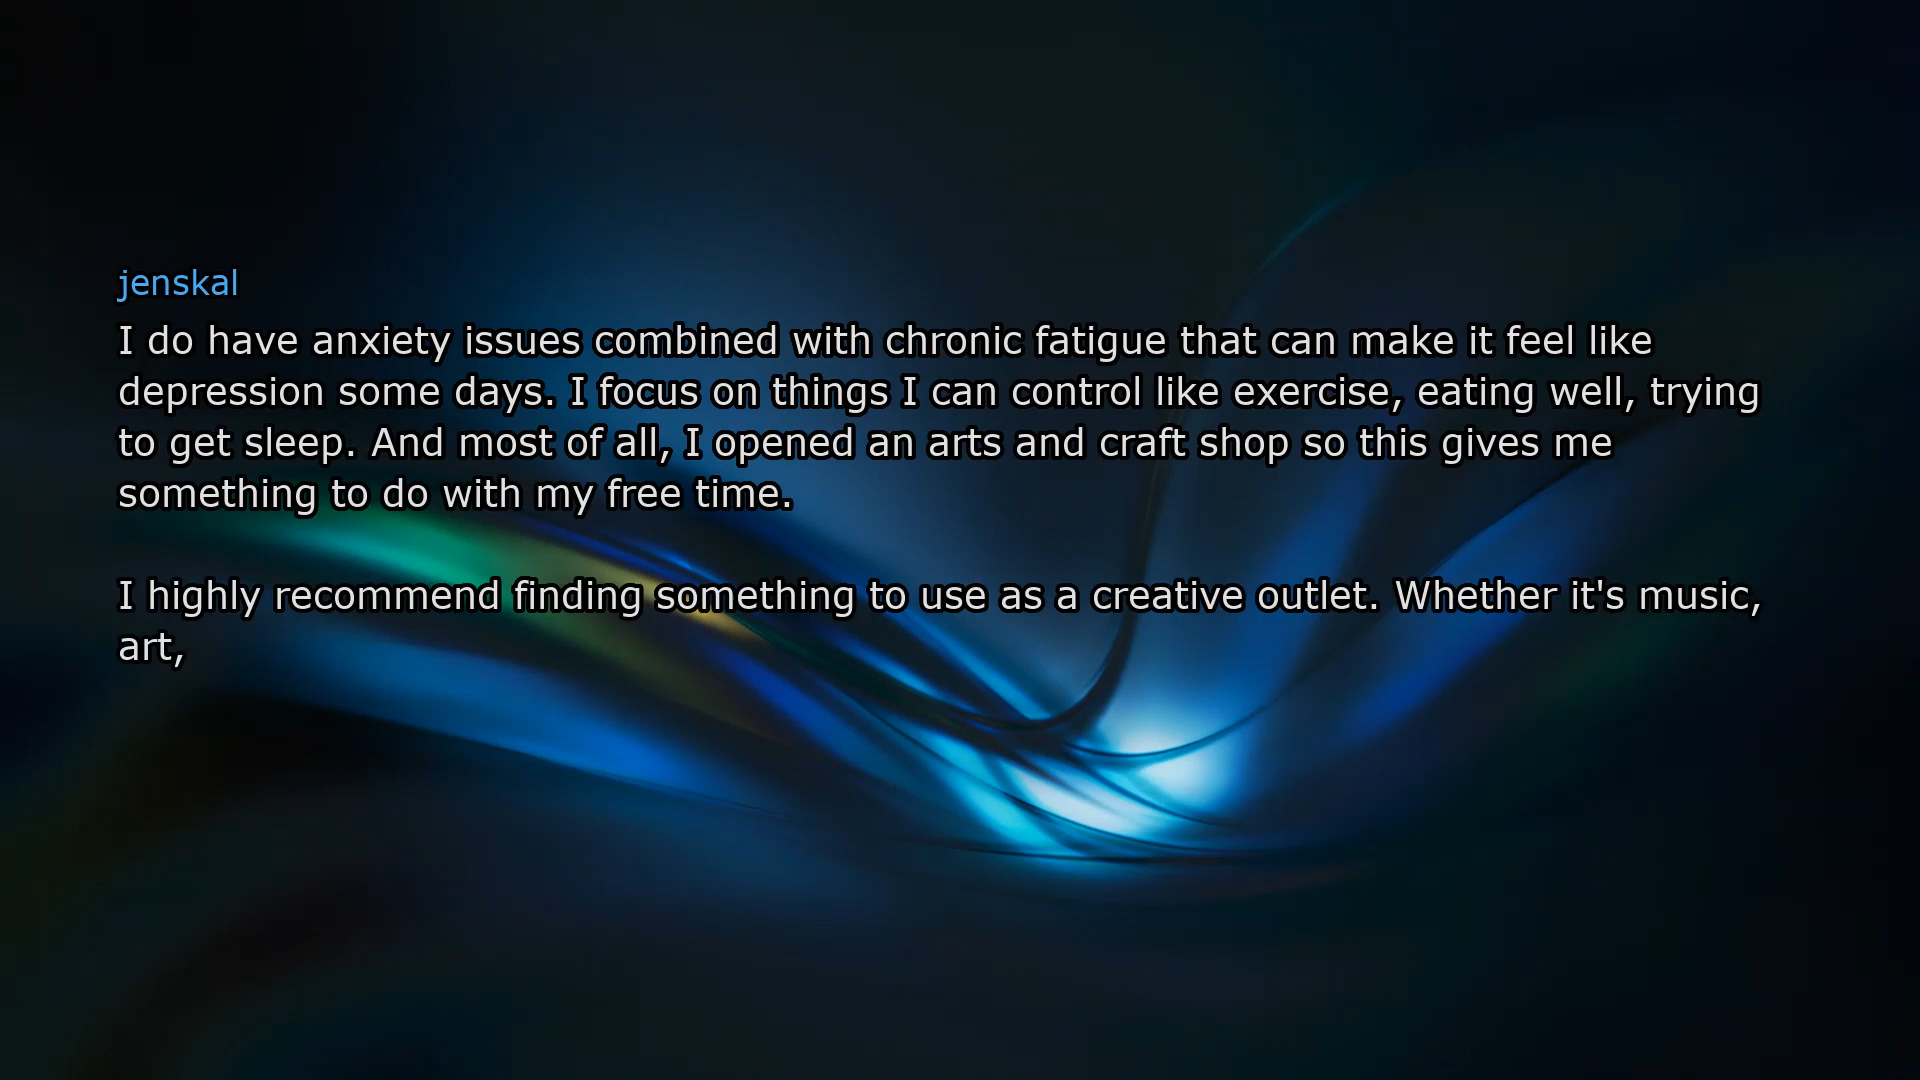 jenskal
I do have anxiety issues combined with chronic fatigue that can make it feel like
depression some days. I focus on things I can control like exercise, eating well, trying
to get sleep. And most of all, I opened an arts and craft shop so this gives me
something to do with my free time.
I highly recommend finding something to use as a creative outlet. Whether it's music,
art,